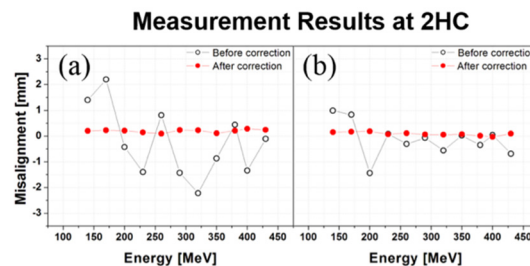 Measurement Results at 2HC
Misalignment [mm]
3
2
1
0
-1
-2
-3
(a)
Before correction
After correction
100 150 200 250 300 350 400 450
Energy [MeV]
(b)
Before correction
After correction
100 150 200 250 300 350 400 450
Energy [MeV]